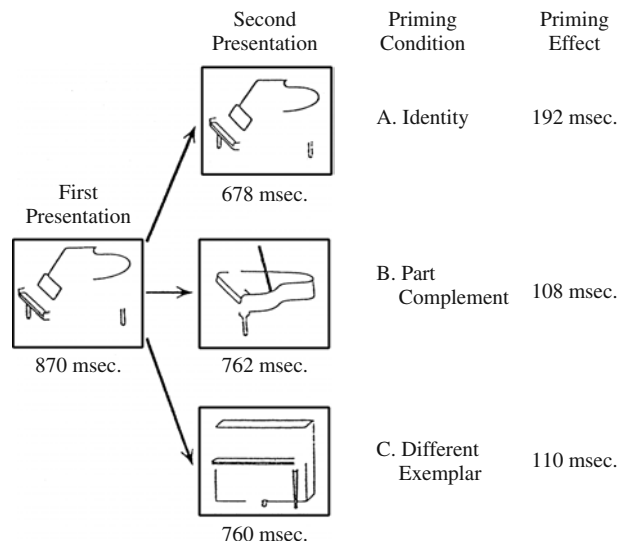 Second Presentation
Priming Condition
Priming Effect
A. Identity
192 msec.
678 msec.
First Presentation
870 msec.
B. Part Complement
108 msec.
762 msec.
C. Different Exemplar
110 msec.
760 msec.